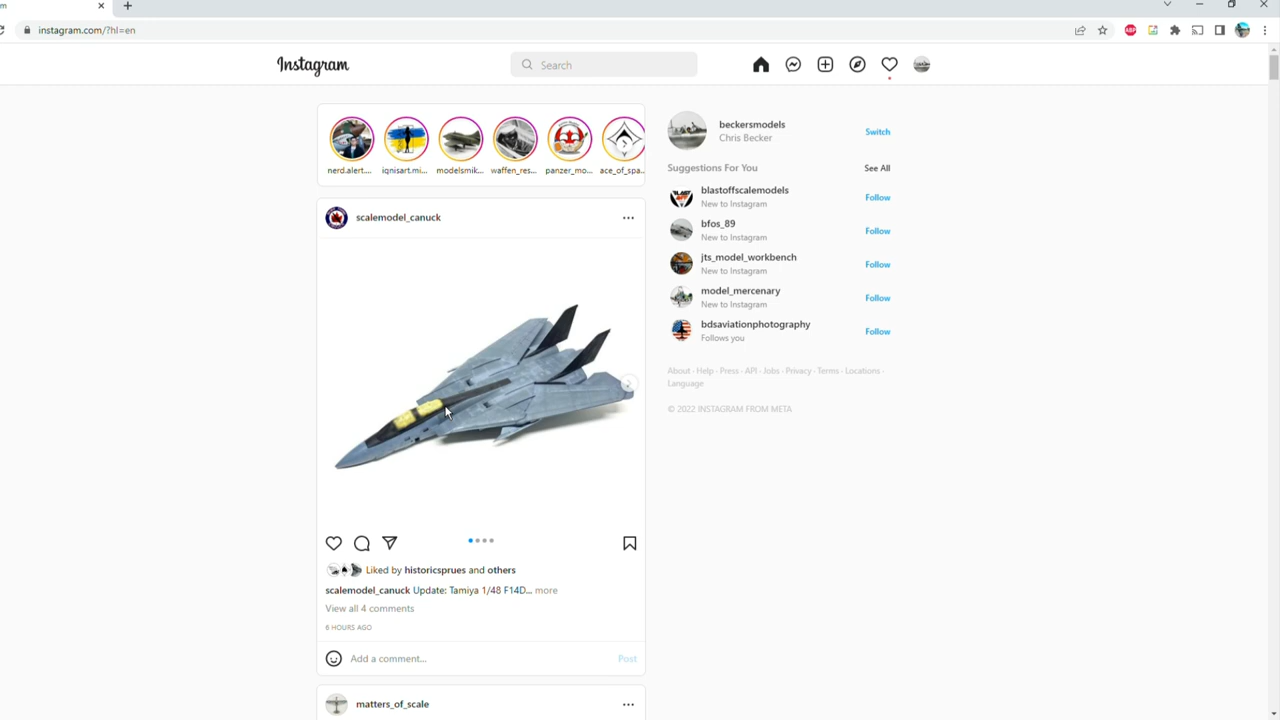 m
instagram.com/?hl=en
ABP
Instagram
Search
nerd.alert....
ignisart.mi...
modelsmik...
waffen_res...
panzer_mo...
ace_of_spa...
scalemodel_canuck
Liked by historicsprues and others
scalemodel_canuck Update: Tamiya 1/48 F14D... more
View all 4 comments
6 HOURS AGO
Add a comment...
Post
matters_of_scale
beckersmodels
Chris Becker
Switch
Suggestions For You
See All
blastoffscalemodels
New to Instagram
Follow
bfos_89
New to Instagram
Follow
jts_model_workbench
New to Instagram
Follow
model_mercenary
New to Instagram
Follow
bdsaviationphotography
Follows you
Follow
About · Help · Press · API · Jobs · Privacy · Terms · Locations ·
Language
© 2022 INSTAGRAM FROM META